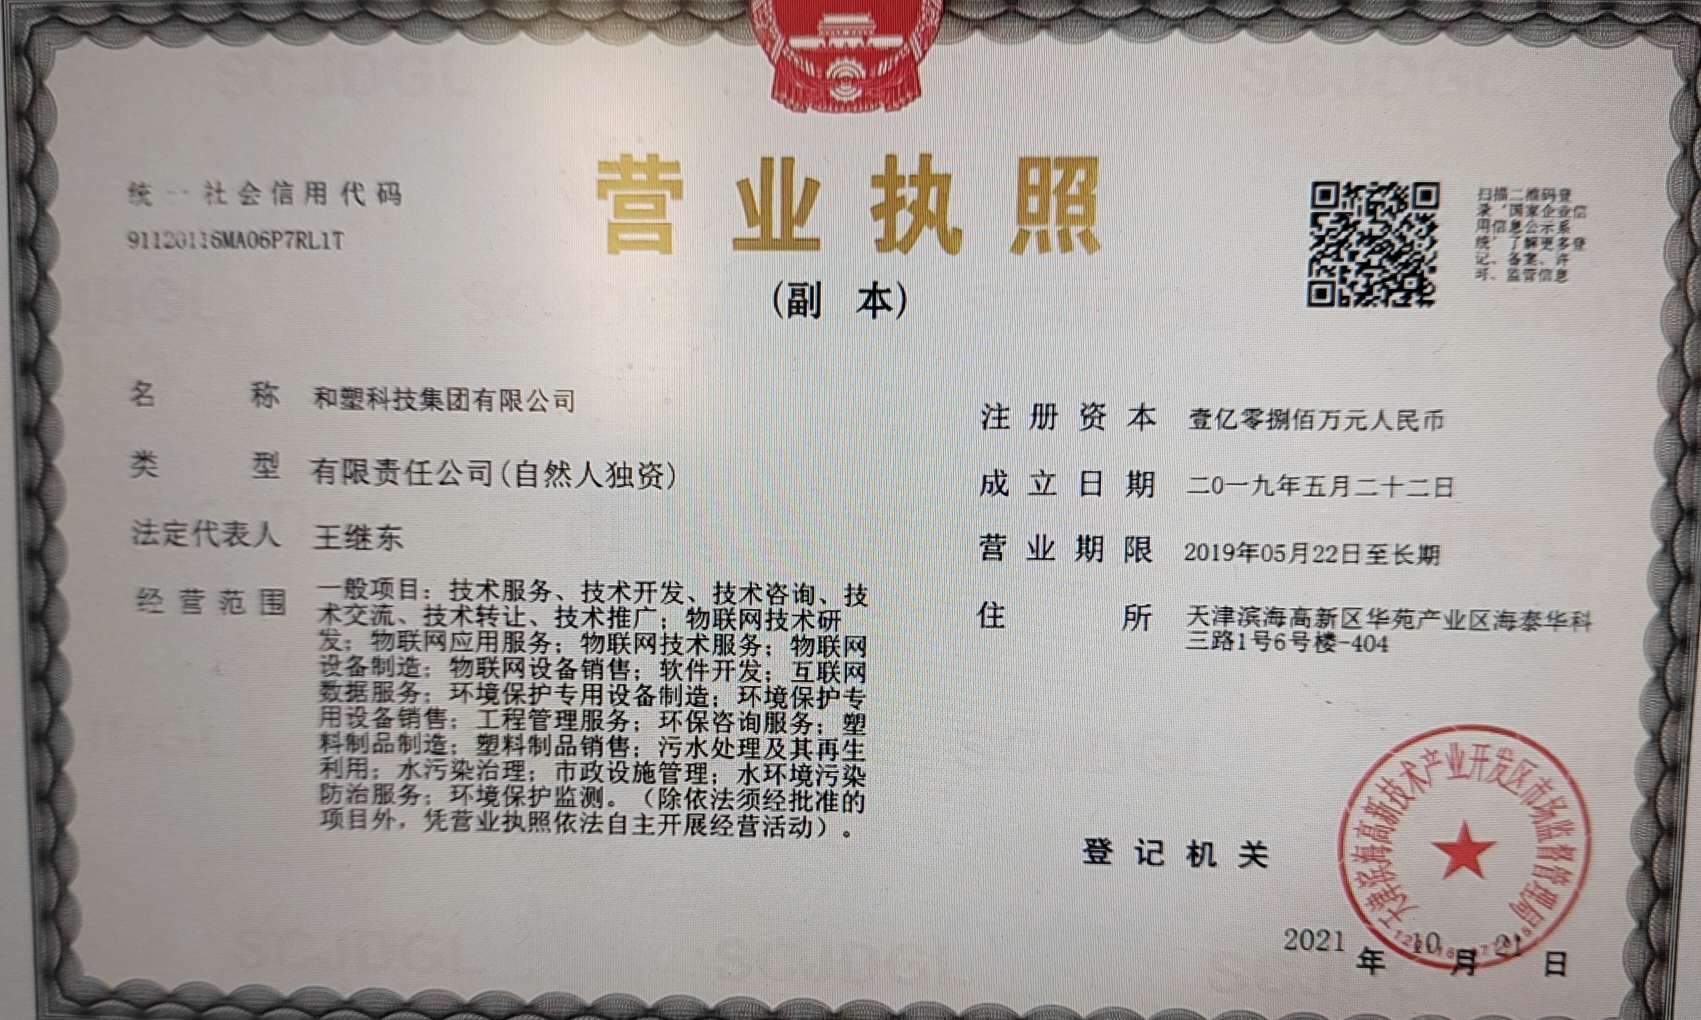 统一社会信用代码
91120116MA06P7RL1T
营业执照
(副 本)
扫描二维码登
录'国家企业信
用信息公示系
统'了解更多登
记、备案、许
可、监管信息
名 称 和塑科技集团有限公司
类 型 有限责任公司(自然人独资)
法定代表人 王继东
经营范围 一般项目：技术服务、技术开发、技术咨询、技
术交流、技术转让、技术推广；物联网技术研
发；物联网应用服务；物联网技术服务；物联网
设备制造；物联网设备销售；软件开发；互联网
数据服务；环境保护专用设备制造；环境保护专
用设备销售；工程管理服务；环保咨询服务；塑
料制品制造；塑料制品销售；污水处理及其再生
利用；水污染治理；市政设施管理；水环境污染
防治服务；环境保护监测。（除依法须经批准的
项目外，凭营业执照依法自主开展经营活动）。
注册资本 壹亿零捌佰万元人民币
成立日期 二0一九年五月二十二日
营业期限 2019年05月22日至长期
住 所 天津滨海高新区华苑产业区海泰华科
三路1号6号楼-404
登记机关
天津滨海高新技术产业开发区市场监督管理局
2021 年 10 月 21 日